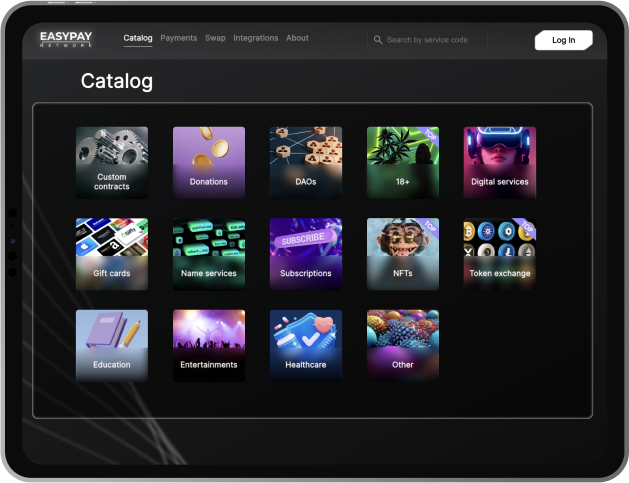 EASYPAY
NETWORK
Catalog Payments Swap Integrations About
Search by service code
Log In
Catalog
Custom
contracts
Donations
DAOs
TOP
18+
Digital services
Gifty
Gift cards
Name services
SUBSCRIBE
Subscriptions
TOP
NFTs
TOP
Token exchange
Education
Entertainments
Healthcare
Other